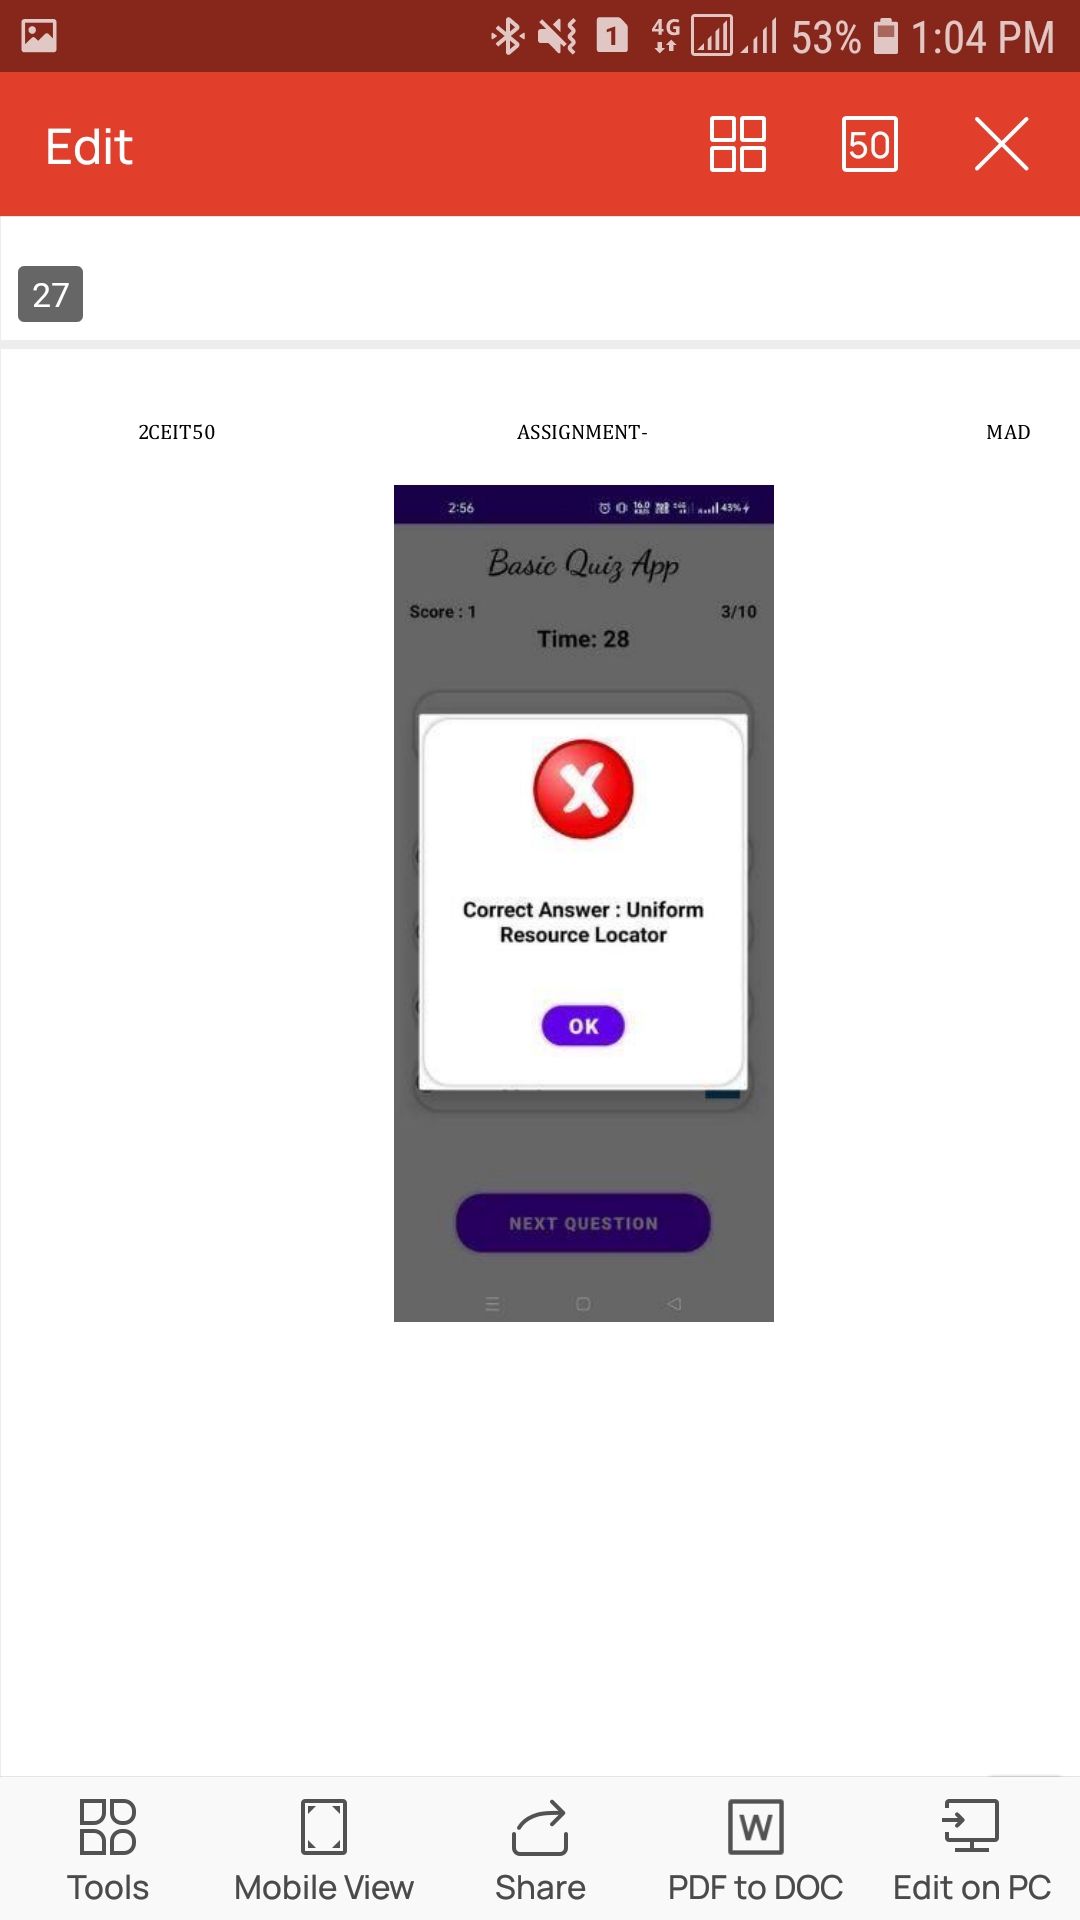 1 4G 53% 1:04 PM
Edit 50
27
2CEIT50 ASSIGNMENT- MAD
2:56 43%
Basic Quiz App
Score : 1 3/10
Time: 28
Correct Answer : Uniform
Resource Locator
OK
NEXT QUESTION
W
Tools Mobile View Share PDF to DOC Edit on PC